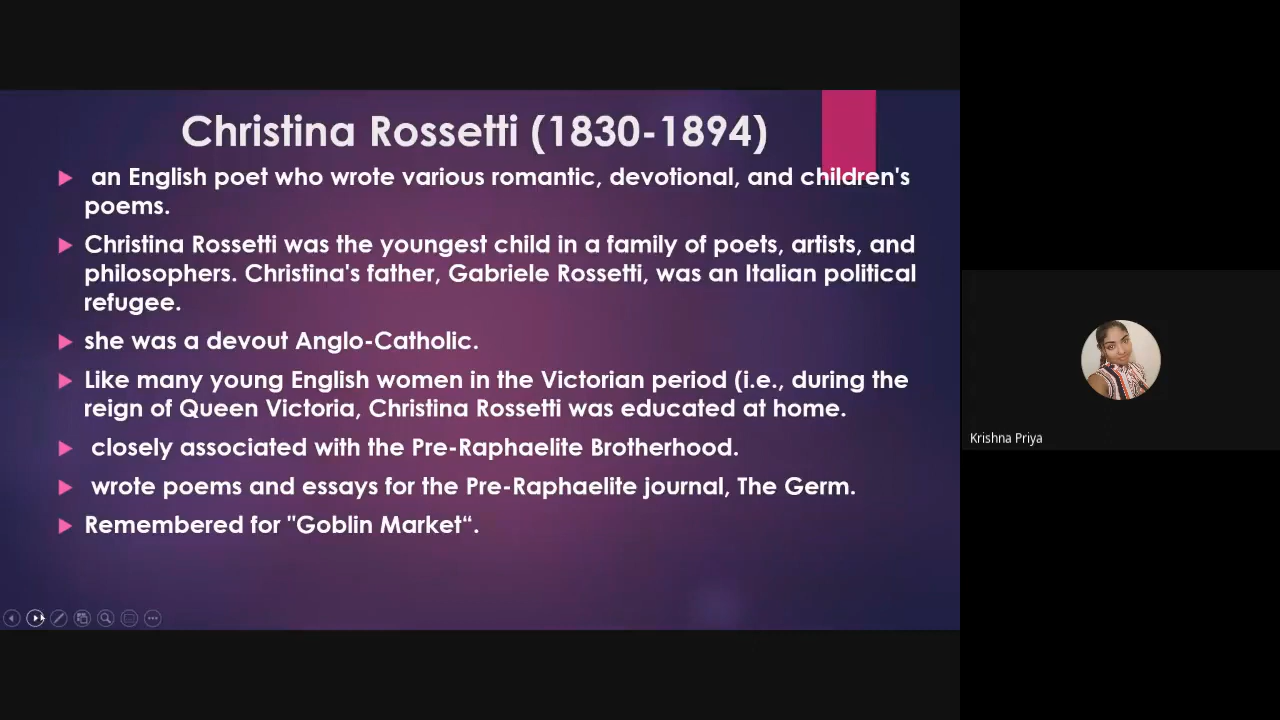 Christina Rossetti (1830-1894)
an English poet who wrote various romantic, devotional, and children's
poems.
Christina Rossetti was the youngest child in a family of poets, artists, and
philosophers. Christina's father, Gabriele Rossetti, was an Italian political
refugee.
she was a devout Anglo-Catholic.
Like many young English women in the Victorian period (i.e., during the
reign of Queen Victoria, Christina Rossetti was educated at home.
closely associated with the Pre-Raphaelite Brotherhood.
wrote poems and essays for the Pre-Raphaelite journal, The Germ.
Remembered for "Goblin Market“.
Krishna Priya